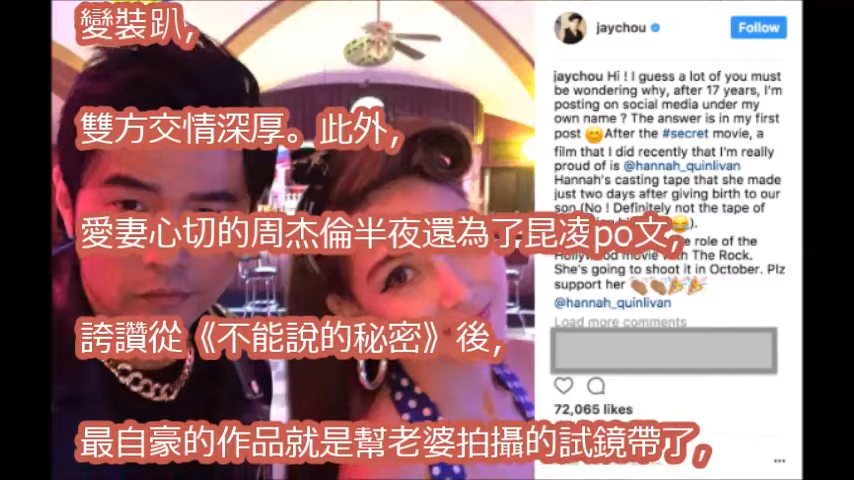 變裝趴,
雙方交情深厚。此外,
愛妻心切的周杰倫半夜還為了昆凌po文,
誇讚從《不能說的秘密》後,
最自豪的作品就是幫老婆拍攝的試鏡帶了,
jaychou
Follow
jaychou Hi ! I guess a lot of you must
be wondering why, after 17 years, I'm
posting on social media under my
own name ? The answer is in my first
post 😊After the #secret movie, a
film that I did recently that I'm really
proud of is @hannah_quinlivan
Hannah's casting tape that she made
just two days after giving birth to our
son.(No ! Definitely not the tape of
😂).
role of the
Hollywood movie with The Rock.
She's going to shoot it in October. Plz
support her 👏🏽👏🏽🎉🎉
@hannah_quinlivan
Load more comments
72,065 likes